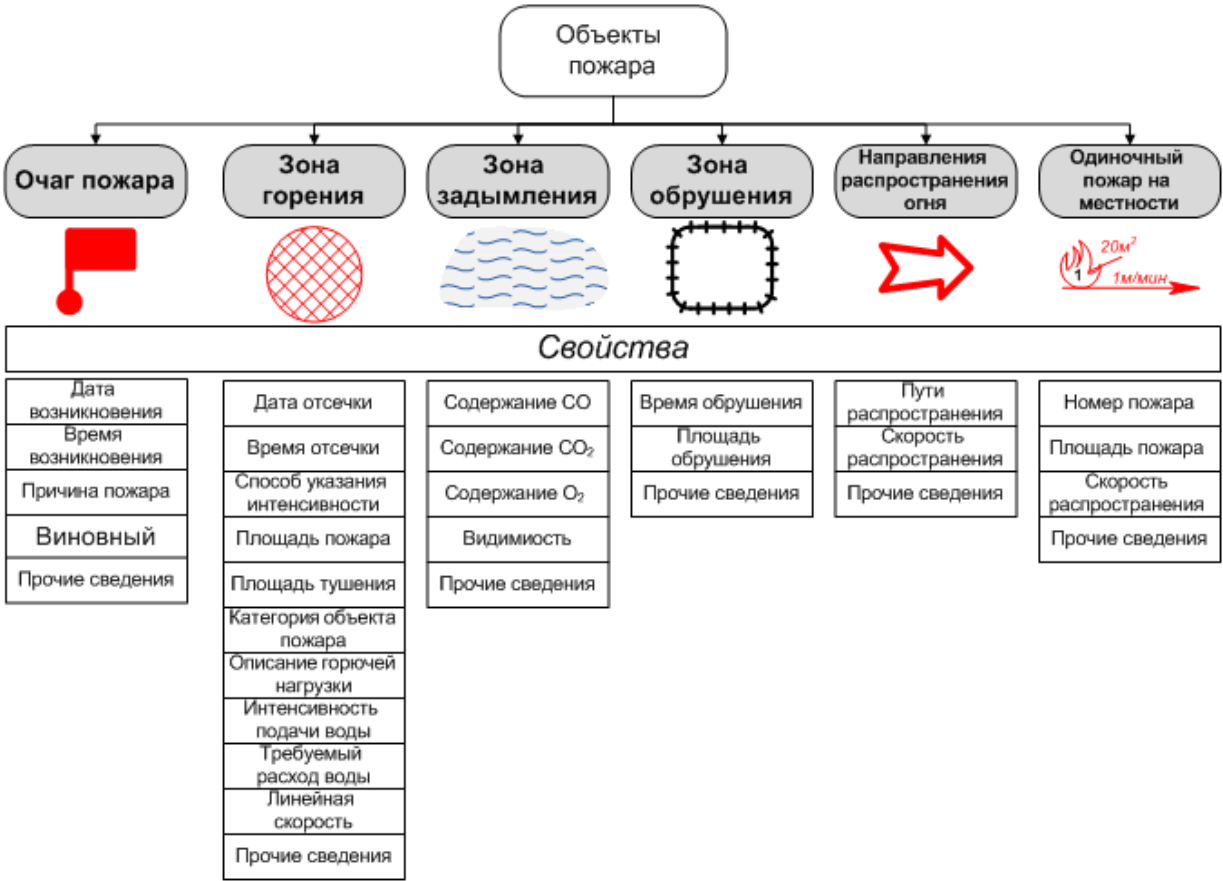 Объекты
пожара
Очаг пожара
Зона
горения
Зона
задымления
Зона
обрушения
Направления
распространения
огня
Одиночный
пожар на
местности
20м²
1
1м/мин
Свойства
Дата
возникновения
Время
возникновения
Причина пожара
Виновный
Прочие сведения
Дата отсечки
Время отсечки
Способ указания
интенсивности
Площадь пожара
Площадь тушения
Категория объекта
пожара
Описание горючей
нагрузки
Интенсивность
подачи воды
Требуемый
расход воды
Линейная
скорость
Прочие сведения
Содержание СО
Содержание СО₂
Содержание О₂
Видимиость
Прочие сведения
Время обрушения
Площадь
обрушения
Прочие сведения
Пути
распространения
Скорость
распространения
Прочие сведения
Номер пожара
Площадь пожара
Скорость
распространения
Прочие сведения